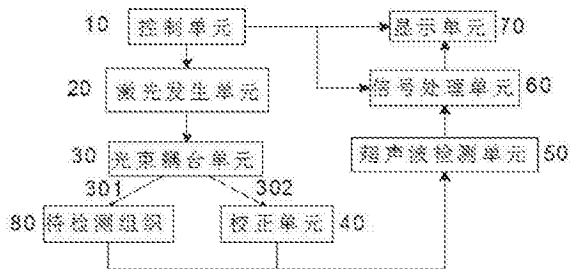 10 控制单元
显示单元 70
20 激光发生单元
信号处理单元 60
30 光束耦合单元
超声波检测单元 50
301 302
80 待检测组织
校正单元 40